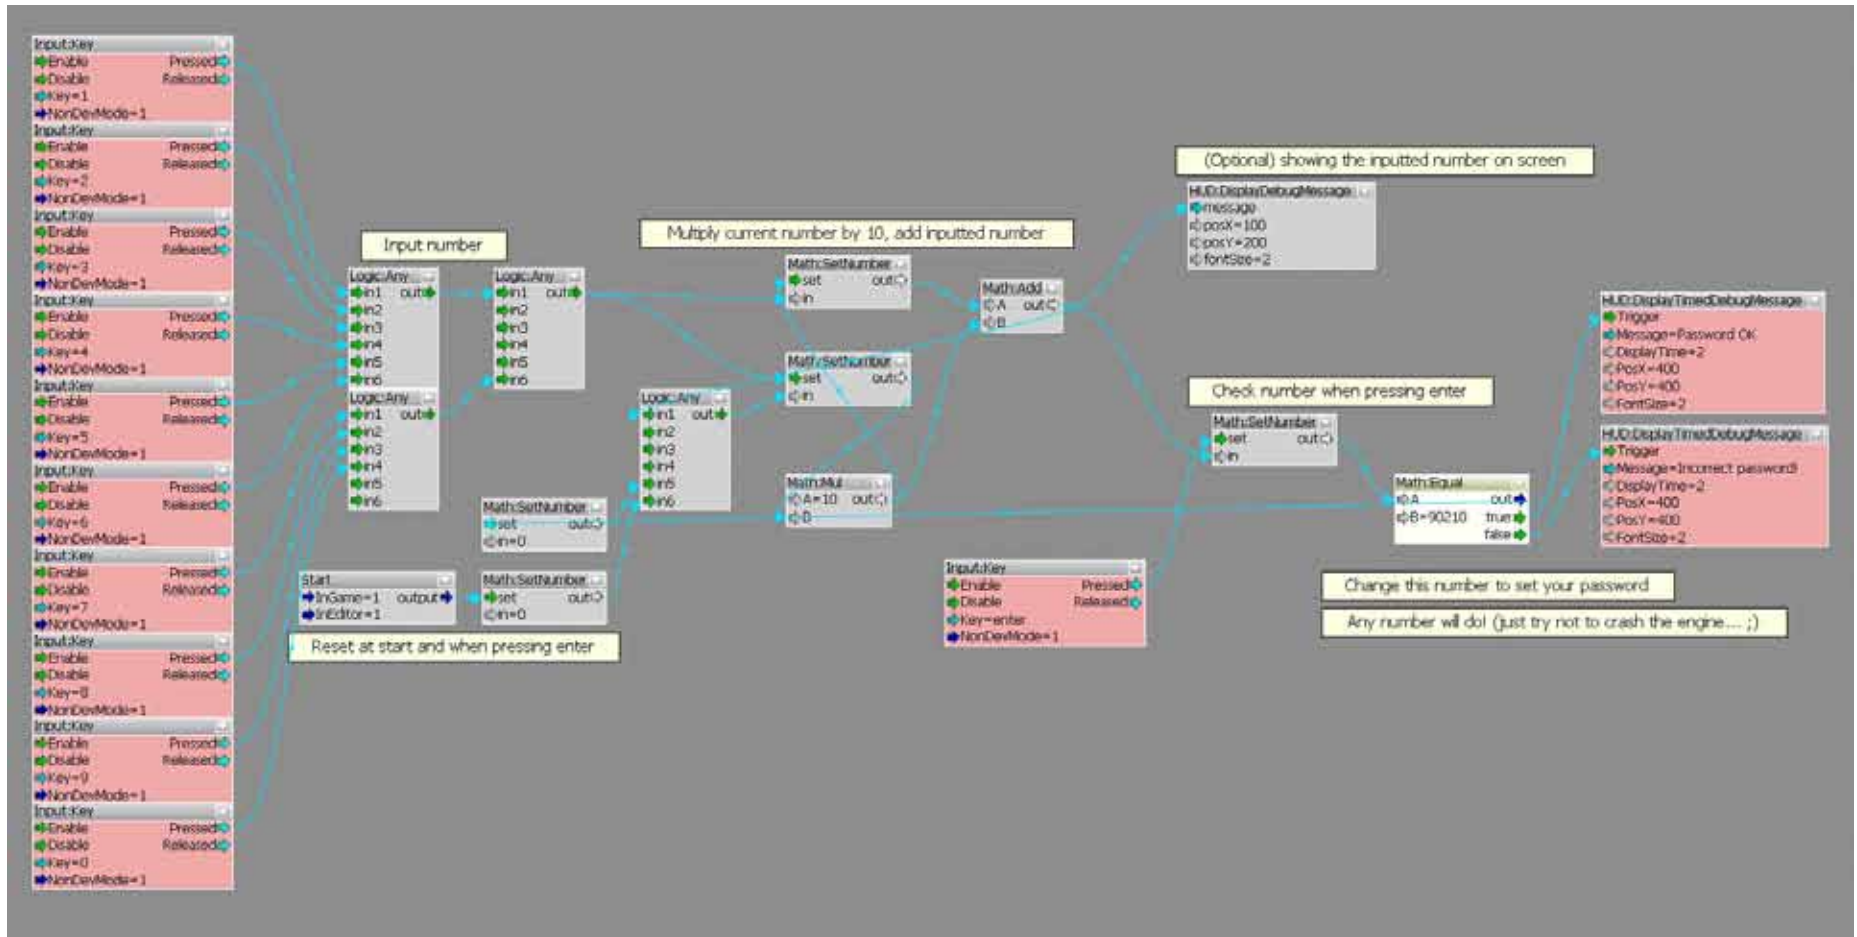 Input:Key
Enable Pressed
Disable Released
Key=1
NonDevMode=1
Input:Key
Enable Pressed
Disable Released
Key=2
NonDevMode=1
Input:Key
Enable Pressed
Disable Released
Key=3
NonDevMode=1
Input:Key
Enable Pressed
Disable Released
Key=4
NonDevMode=1
Input:Key
Enable Pressed
Disable Released
Key=5
NonDevMode=1
Input:Key
Enable Pressed
Disable Released
Key=6
NonDevMode=1
Input:Key
Enable Pressed
Disable Released
Key=7
NonDevMode=1
Input:Key
Enable Pressed
Disable Released
Key=8
NonDevMode=1
Input:Key
Enable Pressed
Disable Released
Key=9
NonDevMode=1
Input:Key
Enable Pressed
Disable Released
Key=0
NonDevMode=1
Input number
Logic:Any
in1 out
in2
in3
in4
in5
in6
Logic:Any
in1 out
in2
in3
in4
in5
in6
Logic:Any
in1 out
in2
in3
in4
in5
in6
Math:SetNumber
set out
in=0
Start
InGame=1 output
InEditor=1
Math:SetNumber
set out
in=0
Reset at start and when pressing enter
Logic:Any
in1 out
in2
in3
in4
in5
in6
Multiply current number by 10, add inputted number
Math:SetNumber
set out
in
Math:SetNumber
set out
in
Math:Mul
A=10 out
B
Math:Add
A out
B
Input:Key
Enable Pressed
Disable Released
Key=enter
NonDevMode=1
(Optional) showing the inputted number on screen
HUD:DisplayDebugMessage
message
posX=100
posY=200
fontSize=2
Check number when pressing enter
Math:SetNumber
set out
in
Math:Equal
A out
B=90210 true
false
Change this number to set your password
Any number will do! (just try not to crash the engine... ;)
HUD:DisplayTimedDebugMessage
Trigger
Message=Password OK
DisplayTime=2
PosX=400
PosY=400
FontSize=2
HUD:DisplayTimedDebugMessage
Trigger
Message=Incorrect password!
DisplayTime=2
PosX=400
PosY=400
FontSize=2